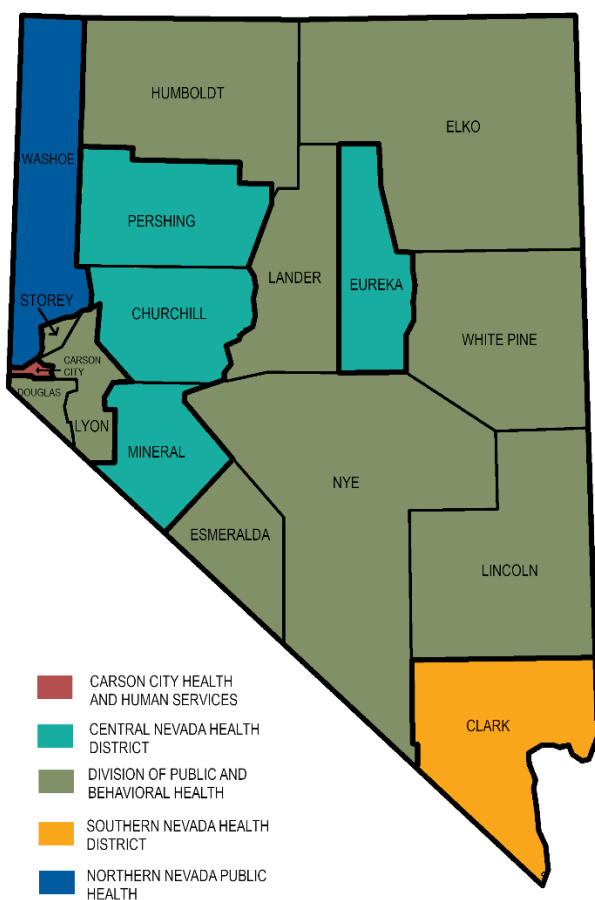 HUMBOLDT
ELKO
WASHOE
PERSHING
LANDER
EUREKA
STOREY
CHURCHILL
WHITE PINE
CARSON
CITY
DOUGLAS
LYON
MINERAL
NYE
ESMERALDA
LINCOLN
CLARK
CARSON CITY HEALTH
AND HUMAN SERVICES
CENTRAL NEVADA HEALTH
DISTRICT
DIVISION OF PUBLIC AND
BEHAVIORAL HEALTH
SOUTHERN NEVADA HEALTH
DISTRICT
NORTHERN NEVADA PUBLIC
HEALTH